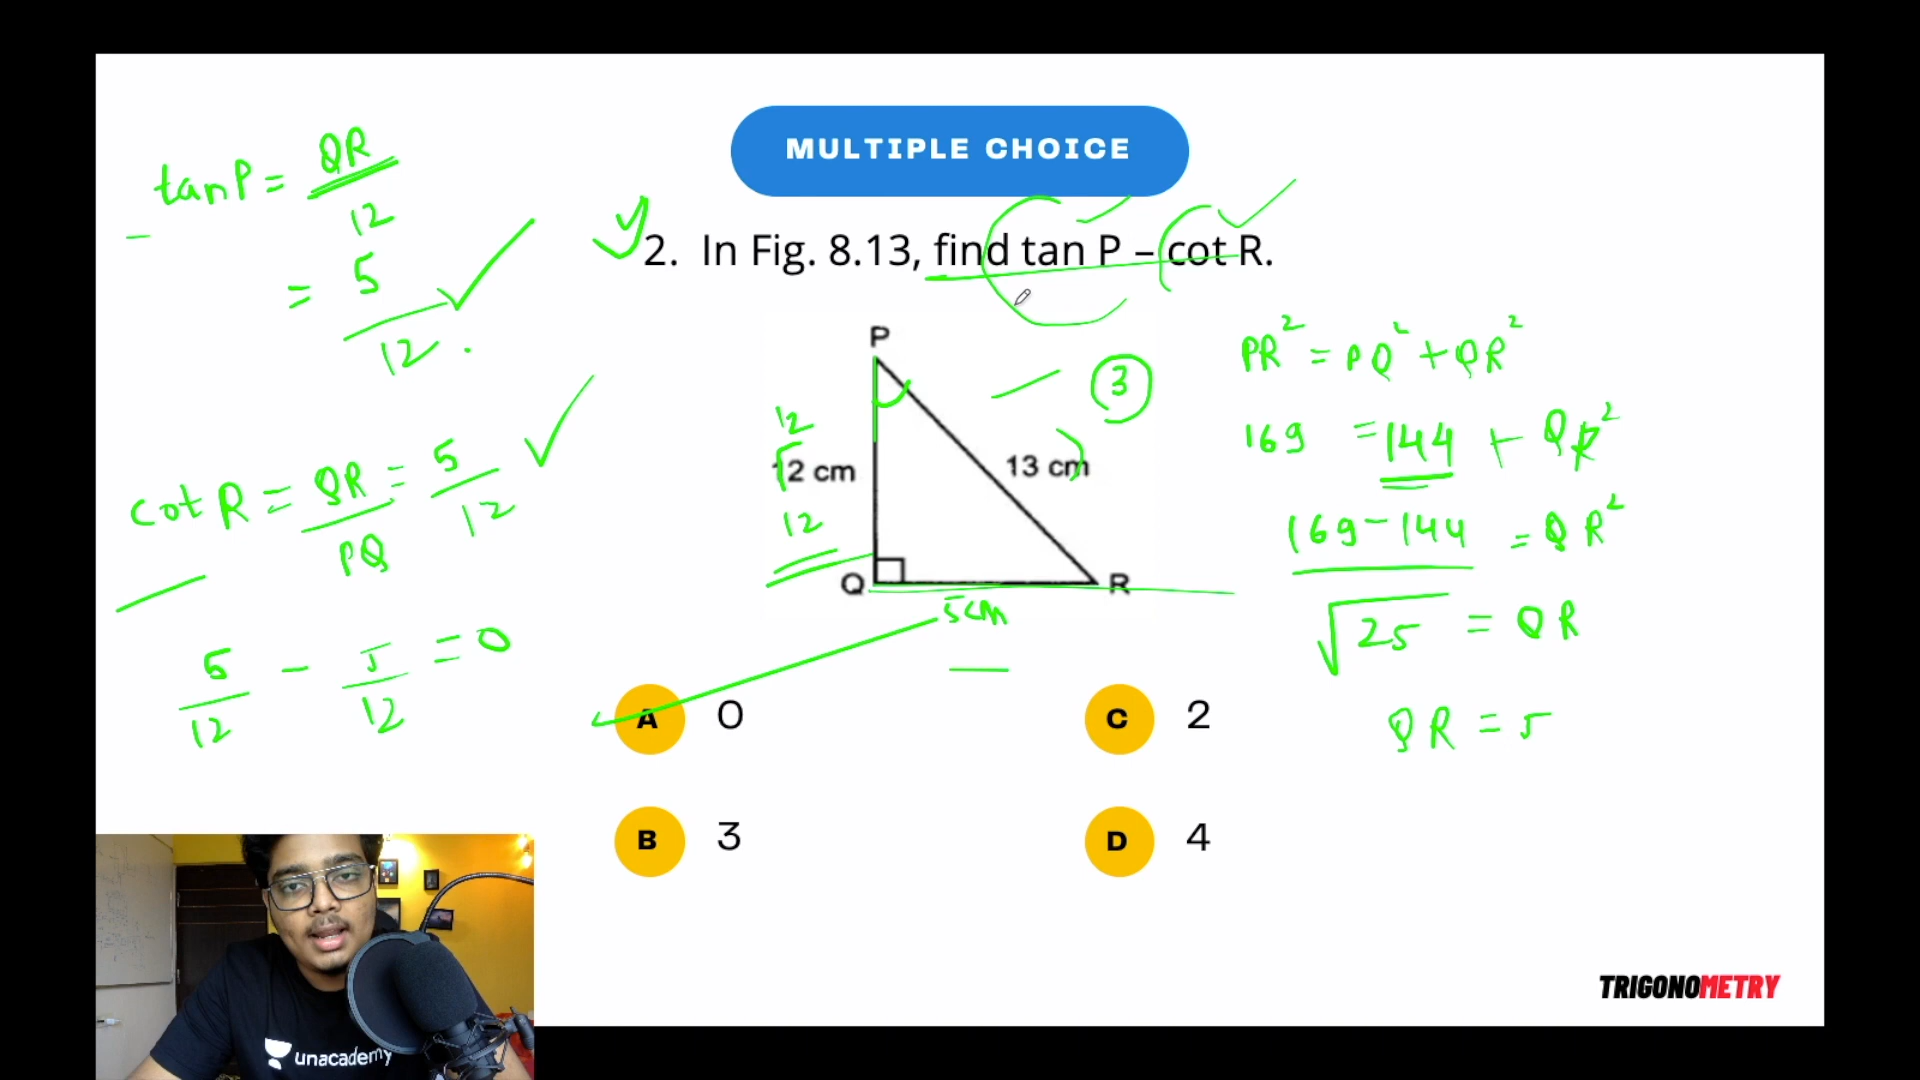 MULTIPLE CHOICE
2. In Fig. 8.13, find tan P – cot R.
tanP = QR/12
= 5/12.
cot R = QR/PQ = 5/12
5/12 - 5/12 = 0
P
12
12 cm
12
13 cm
3
Q
R
5cm
PR² = PQ² + QR²
169 = 144 + QR²
169 - 144 = QR²
√25 = QR
QR = 5
A 0
C 2
B 3
D 4
unacademy
TRIGONOMETRY